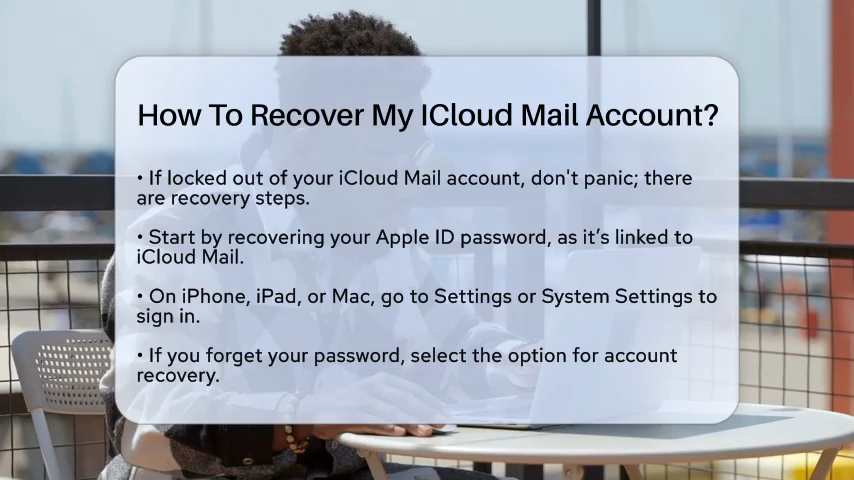 How To Recover My ICloud Mail Account?
• If locked out of your iCloud Mail account, don't panic; there
are recovery steps.
• Start by recovering your Apple ID password, as it’s linked to
iCloud Mail.
• On iPhone, iPad, or Mac, go to Settings or System Settings to
sign in.
• If you forget your password, select the option for account
recovery.